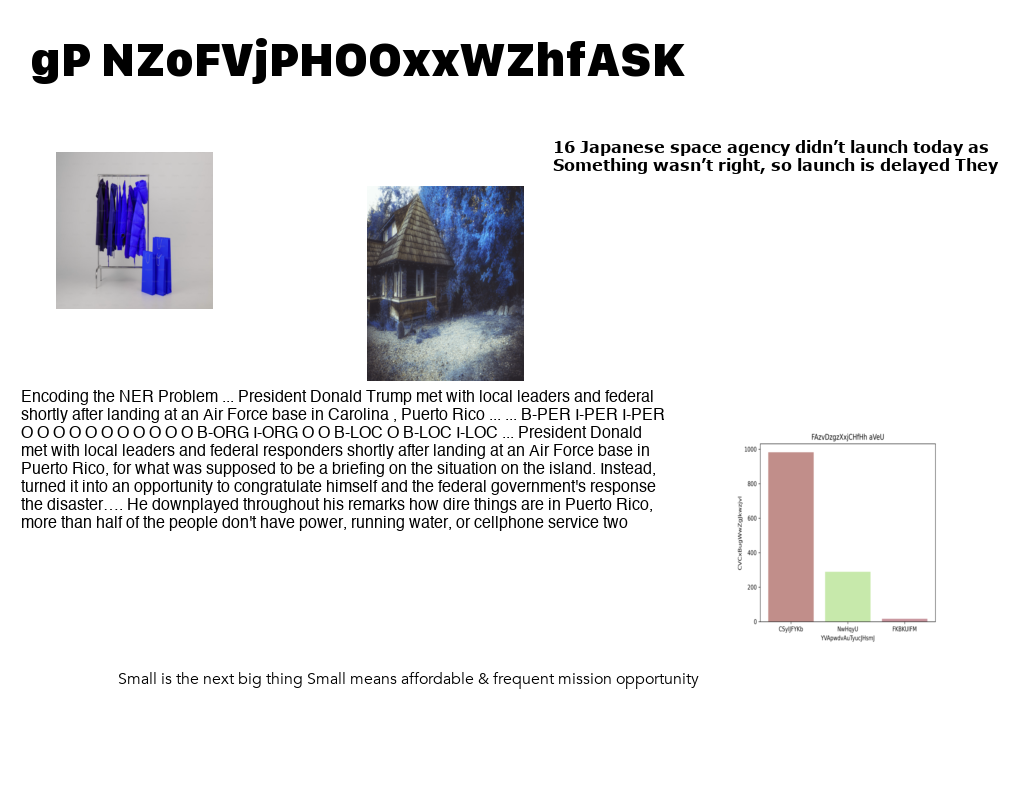 gP NZoFVjPHOOxxWZhfASK
16 Japanese space agency didn’t launch today as
Something wasn’t right, so launch is delayed They
Encoding the NER Problem ... President Donald Trump met with local leaders and federal
shortly after landing at an Air Force base in Carolina , Puerto Rico ... ... B-PER I-PER I-PER
O O O O O O O O O O O B-ORG I-ORG O O B-LOC O B-LOC I-LOC ... President Donald
met with local leaders and federal responders shortly after landing at an Air Force base in
Puerto Rico, for what was supposed to be a briefing on the situation on the island. Instead,
turned it into an opportunity to congratulate himself and the federal government's response
the disaster…. He downplayed throughout his remarks how dire things are in Puerto Rico,
more than half of the people don't have power, running water, or cellphone service two
FAzvDzgzXxjCHfHh aVeU
1000
800
600
400
200
0
NwHqyU
Small is the next big thing Small means affordable & frequent mission opportunity